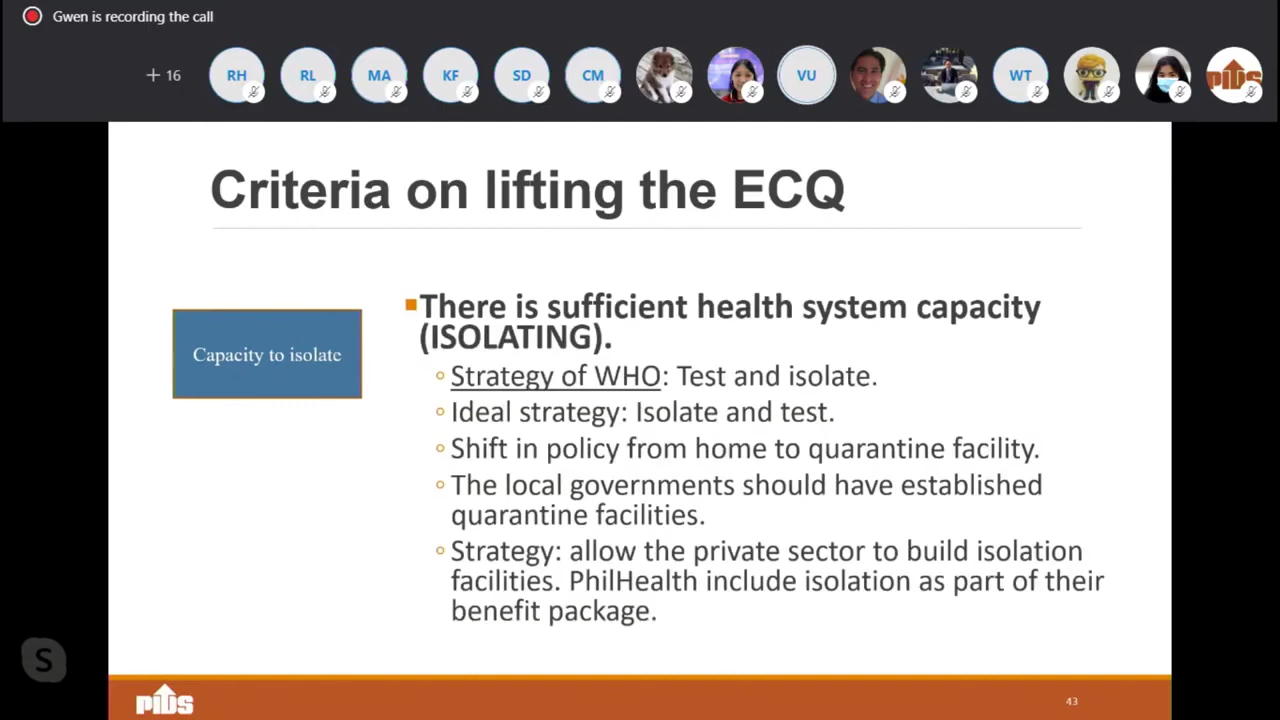 Gwen is recording the call
+ 16
RH
RL
MA
KF
SD
CM
VU
WT
PIDS
Criteria on lifting the ECQ
Capacity to isolate
There is sufficient health system capacity
(ISOLATING).
Strategy of WHO: Test and isolate.
Ideal strategy: Isolate and test.
Shift in policy from home to quarantine facility.
The local governments should have established
quarantine facilities.
Strategy: allow the private sector to build isolation
facilities. PhilHealth include isolation as part of their
benefit package.
S
PIDS
43